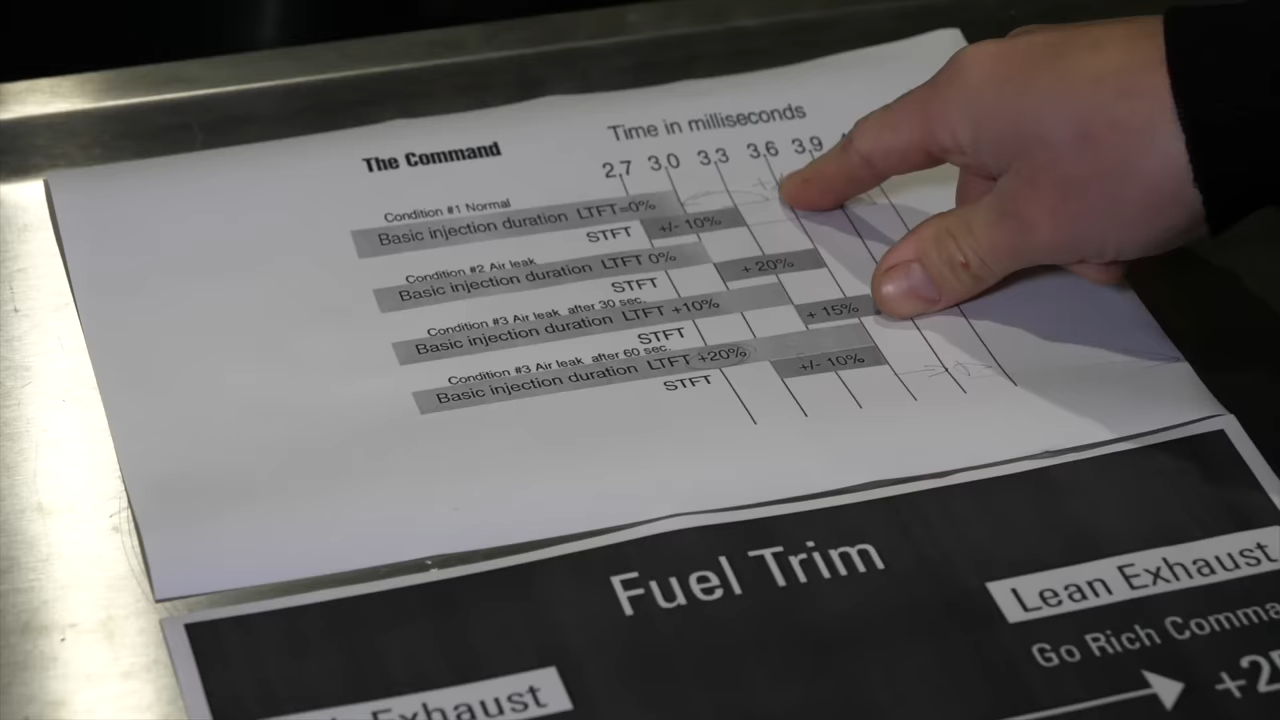 Time in milliseconds
The Command
2,7 3.0 3.3 3.6 3.9
Condition #1 Normal
Basic injection duration LTFT=0%
STFT +/- 10%
Condition #2 Air leak
Basic injection duration LTFT 0%
STFT + 20%
Condition #3 Air leak after 30 sec.
Basic injection duration LTFT +10%
STFT + 15%
Condition #3 Air leak after 60 sec.
Basic injection duration LTFT +20%
STFT +/- 10%
Fuel Trim
Lean Exhaust
Go Rich
Exhaust